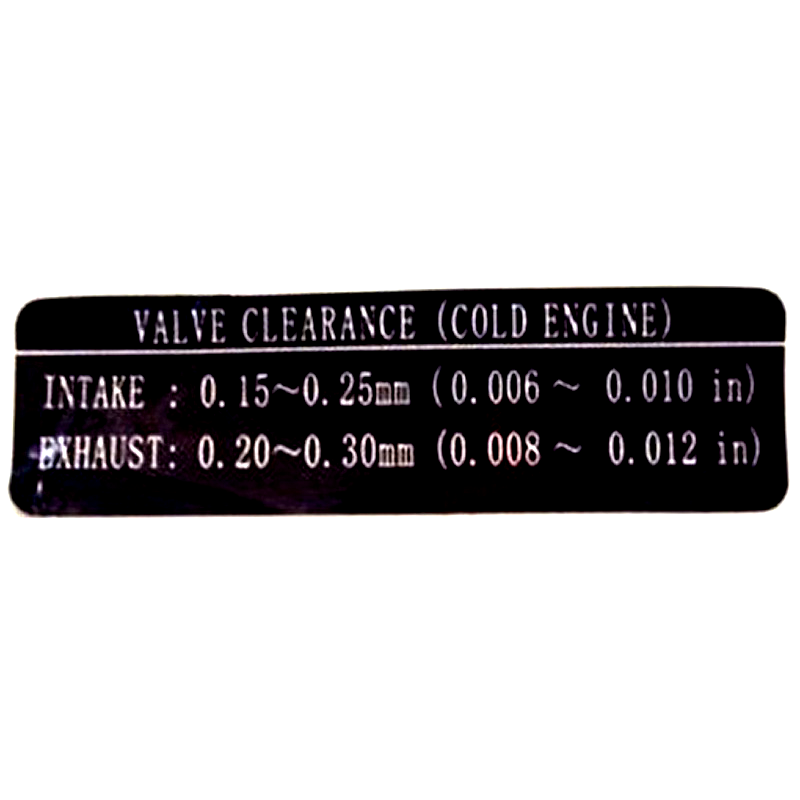 VALVE CLEARANCE (COLD ENGINE)
INTAKE : 0.15~0.25mm (0.006 ~ 0.010 in)
EXHAUST: 0.20~0.30mm (0.008 ~ 0.012 in)